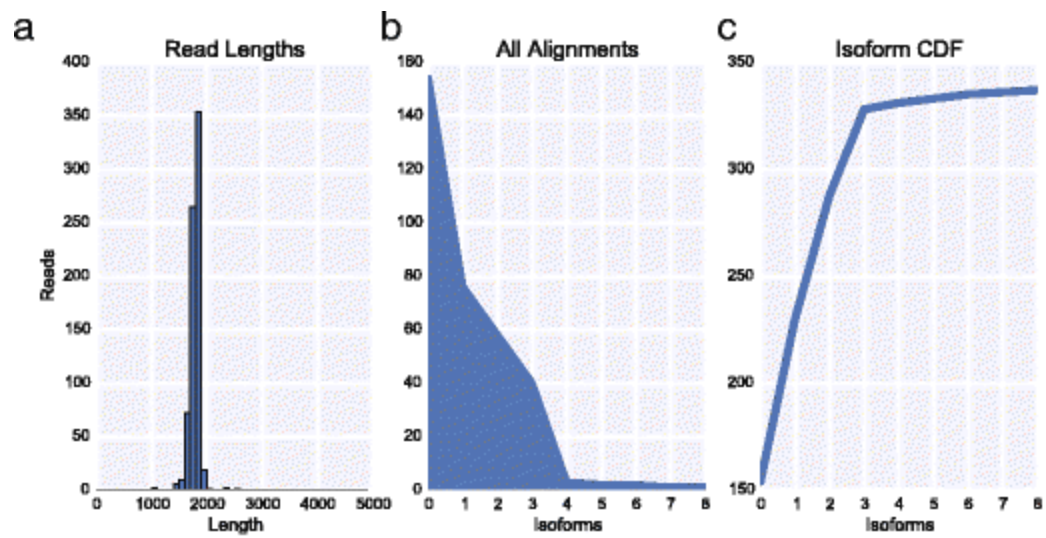 a
Read Lengths
400
350
300
250
200
150
100
50
0
Reads
0 1000 2000 3000 4000 5000
Length
b
All Alignments
160
140
120
100
80
60
40
20
0
0 1 2 3 4 5 6 7 8
Isoforms
c
Isoform CDF
350
300
250
200
150
0 1 2 3 4 5 6 7 8
Isoforms